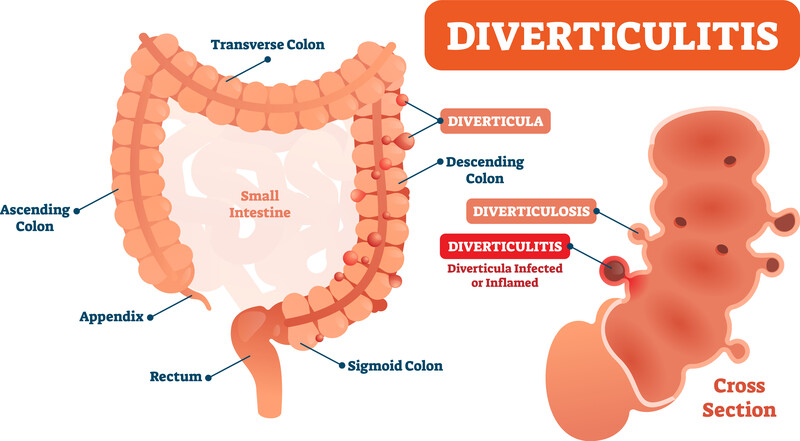 DIVERTICULITIS
Transverse Colon
DIVERTICULA
Descending
Colon
Small
Intestine
Ascending
Colon
DIVERTICULOSIS
DIVERTICULITIS
Diverticula Infected
or Inflamed
Appendix
Rectum
Sigmoid Colon
Cross
Section